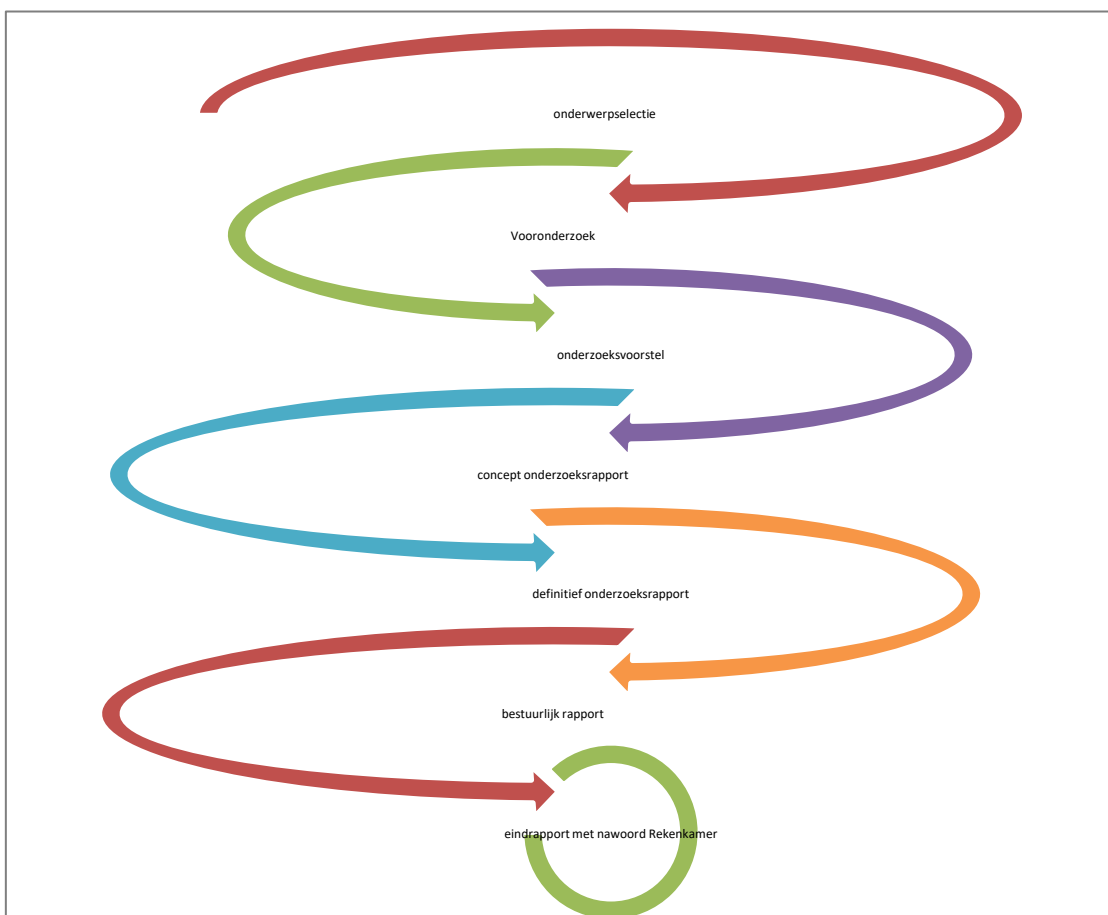 onderwerpselectie
Vooronderzoek
onderzoeksvoorstel
concept onderzoeksrapport
definitief onderzoeksrapport
bestuurlijk rapport
eindrapport met nawoord Rekenkamer